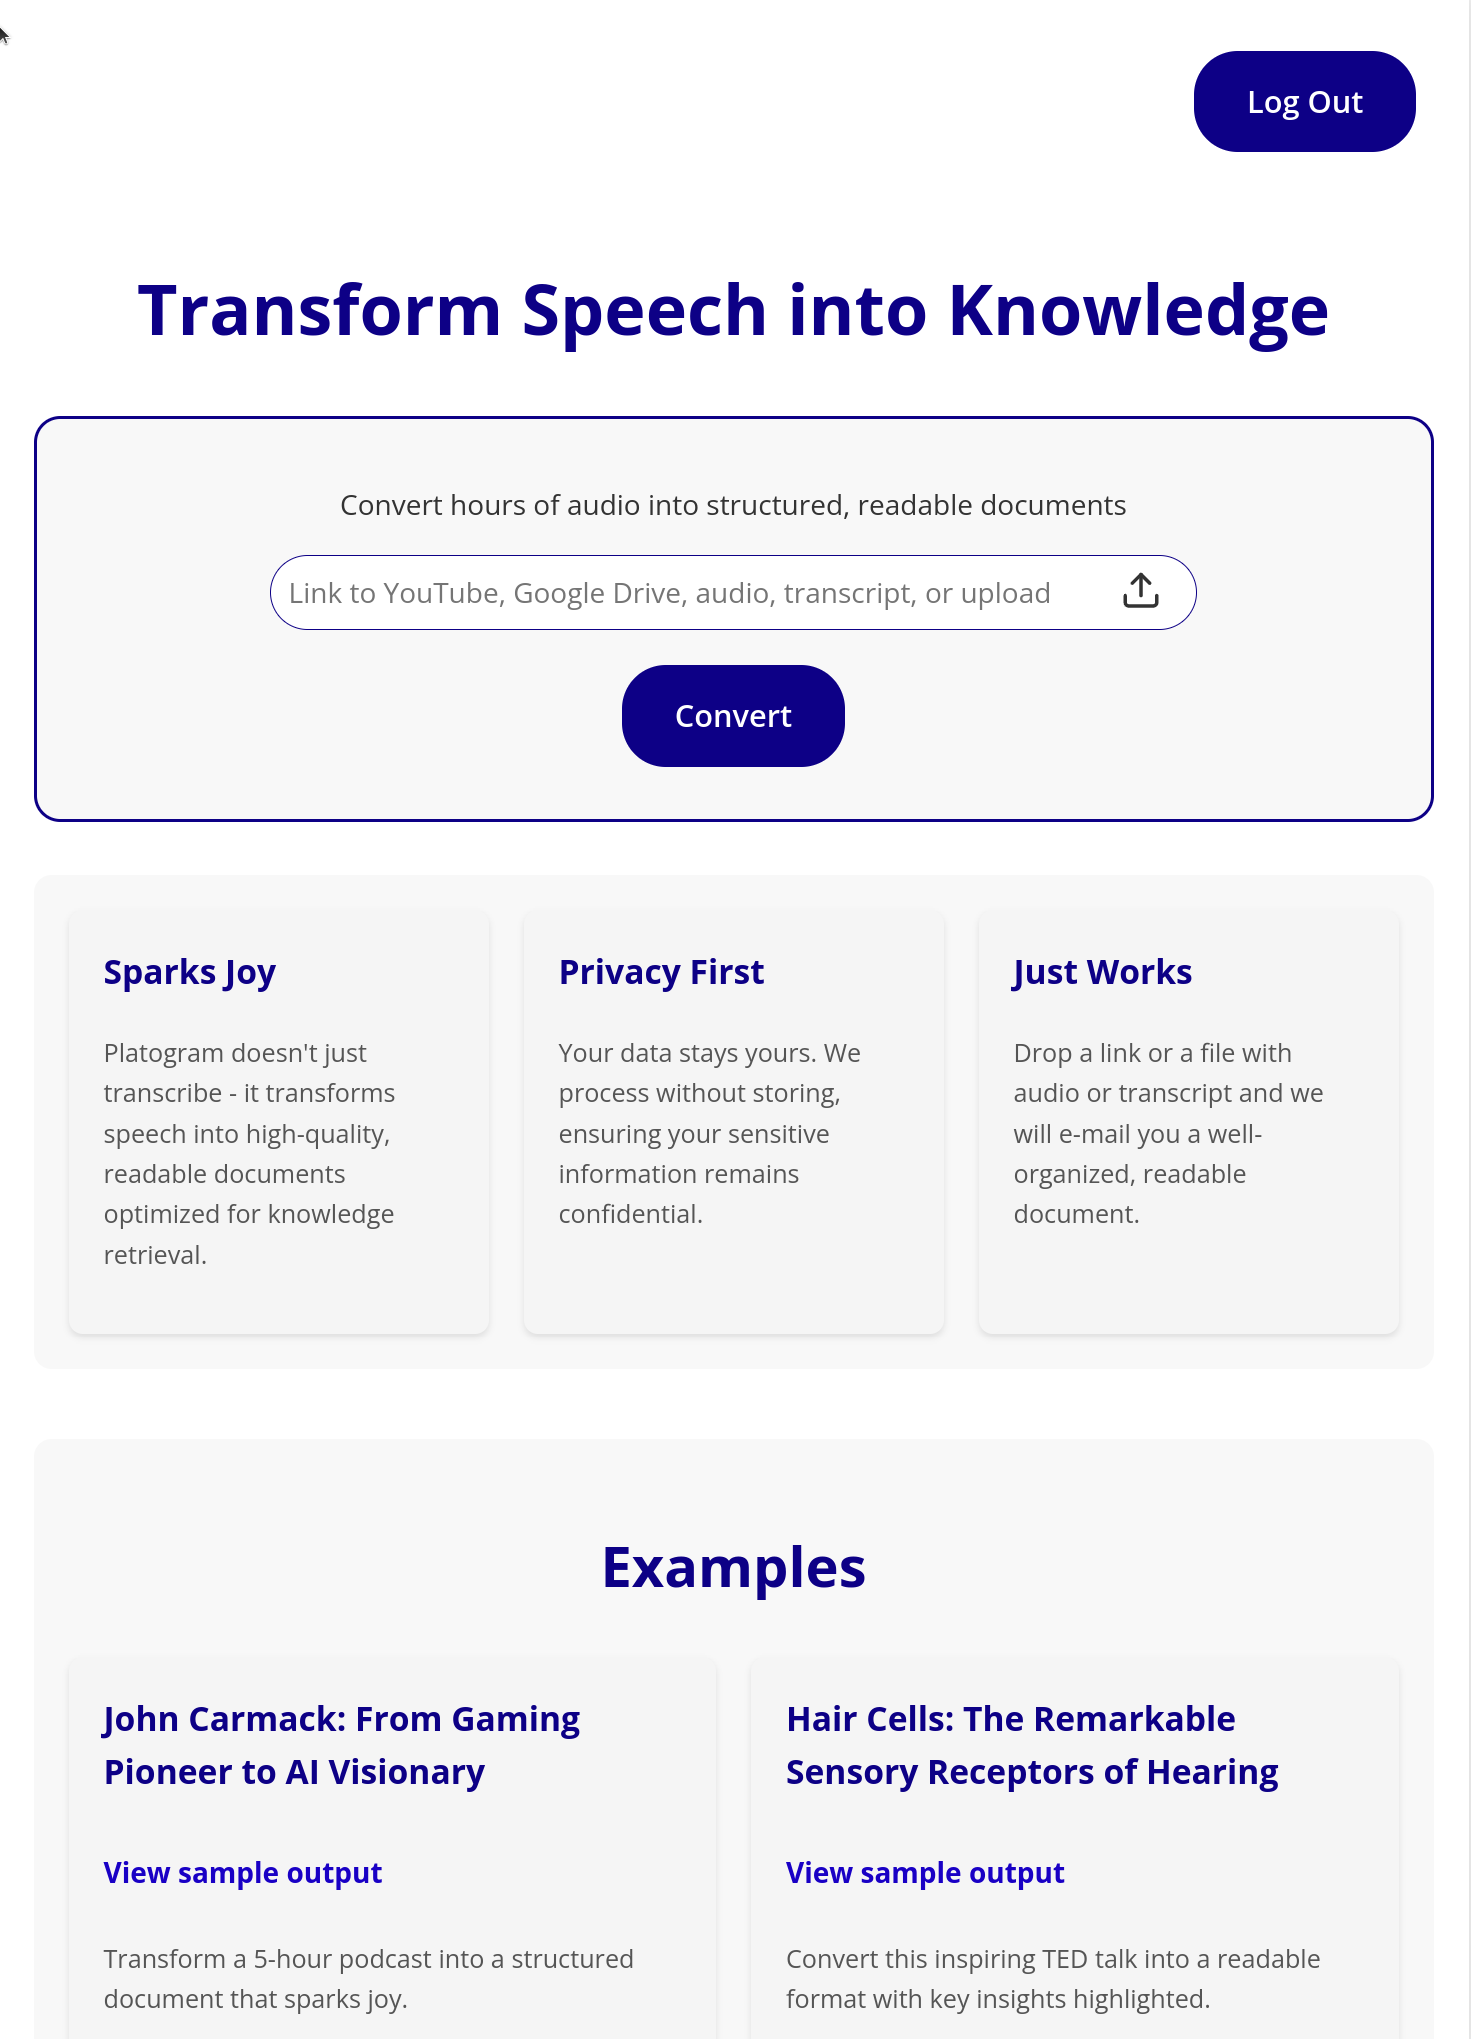 Log Out
Transform Speech into Knowledge
Convert hours of audio into structured, readable documents
Link to YouTube, Google Drive, audio, transcript, or upload
Convert
Sparks Joy
Platogram doesn't just
transcribe - it transforms
speech into high-quality,
readable documents
optimized for knowledge
retrieval.
Privacy First
Your data stays yours. We
process without storing,
ensuring your sensitive
information remains
confidential.
Just Works
Drop a link or a file with
audio or transcript and we
will e-mail you a well-
organized, readable
document.
Examples
John Carmack: From Gaming
Pioneer to AI Visionary
View sample output
Transform a 5-hour podcast into a structured
document that sparks joy.
Hair Cells: The Remarkable
Sensory Receptors of Hearing
View sample output
Convert this inspiring TED talk into a readable
format with key insights highlighted.